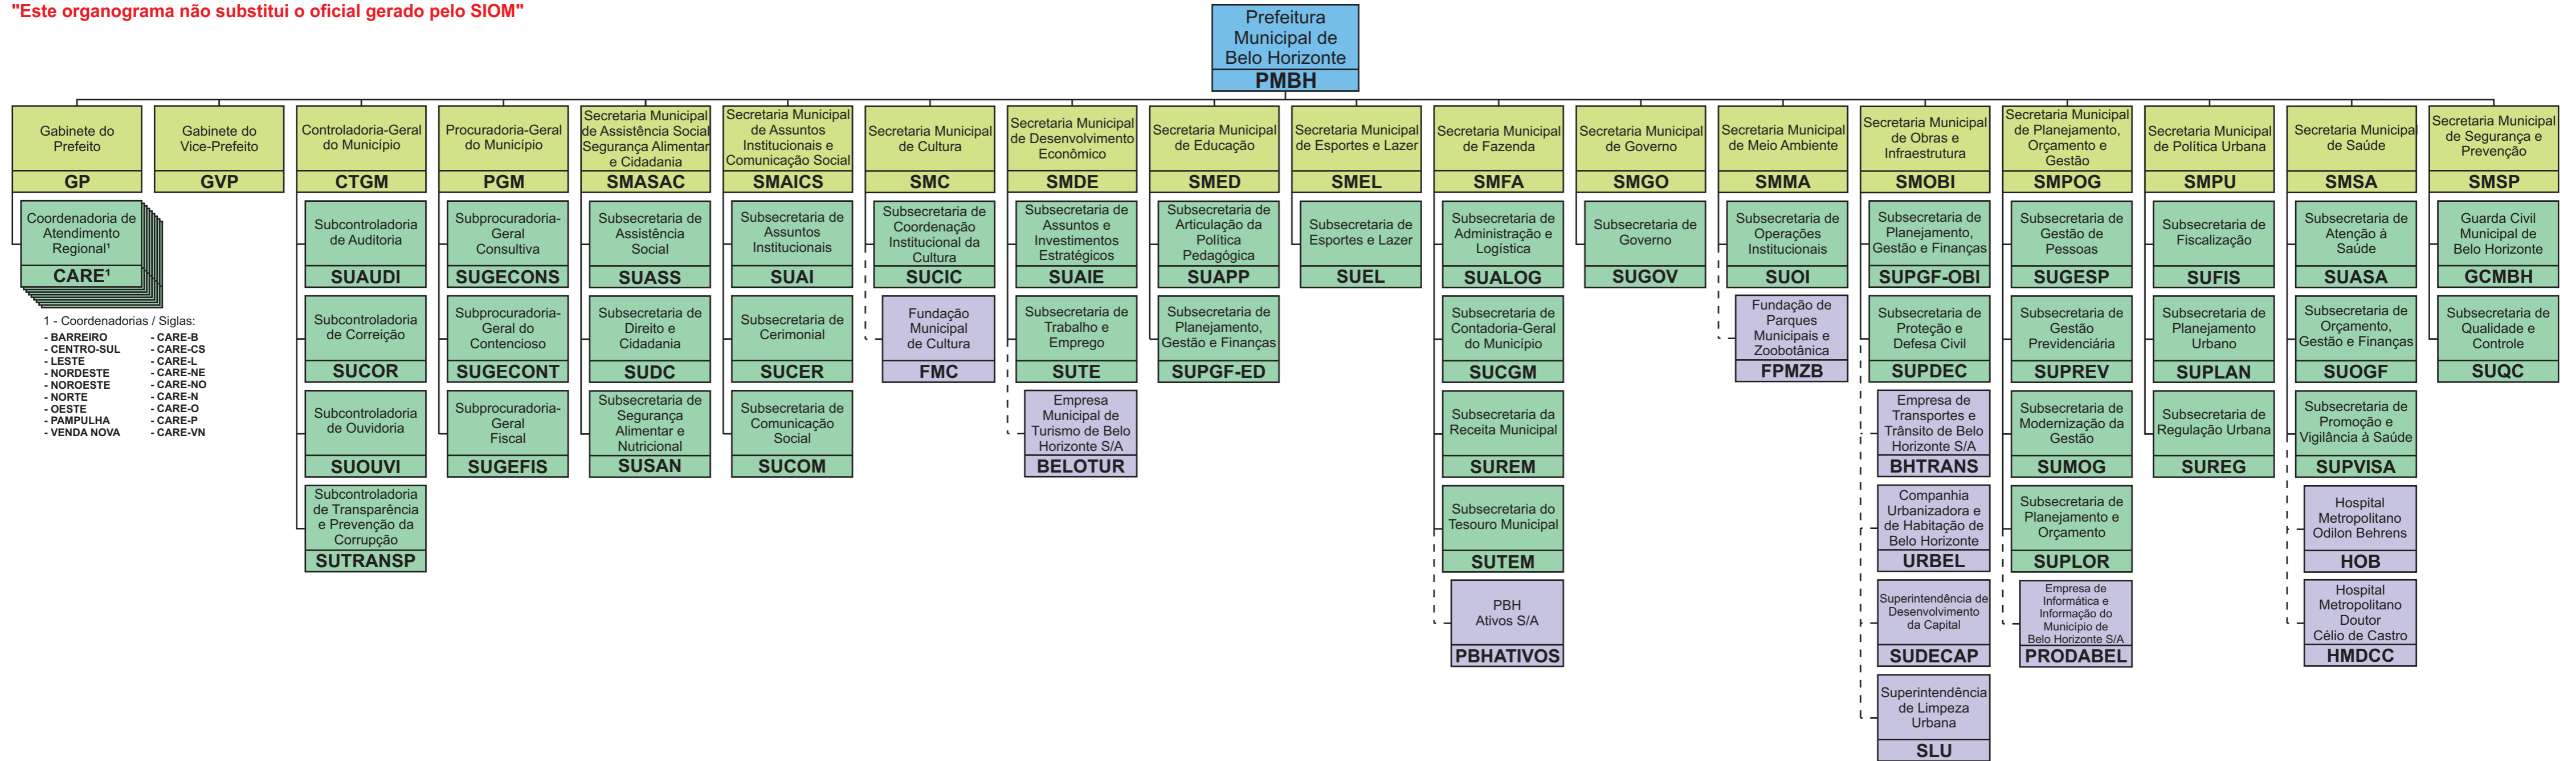 "Este organograma não substitui o oficial gerado pelo SIOM"
Prefeitura
Municipal de
Belo Horizonte
PMBH
Gabinete do
Prefeito
GP
Coordenadoria de
Atendimento
Regional¹
CARE¹
1 - Coordenadorias / Siglas:
- BARREIRO - CARE-B
- CENTRO-SUL - CARE-CS
- LESTE - CARE-L
- NORDESTE - CARE-NE
- NOROESTE - CARE-NO
- NORTE - CARE-N
- OESTE - CARE-O
- PAMPULHA - CARE-P
- VENDA NOVA - CARE-VN
Gabinete do
Vice-Prefeito
GVP
Controladoria-Geral
do Município
CTGM
Subcontroladoria
de Auditoria
SUAUDI
Subcontroladoria
de Correição
SUCOR
Subcontroladoria
de Ouvidoria
SUOUVI
Subcontroladoria
de Transparência
e Prevenção da
Corrupção
SUTRANSP
Procuradoria-Geral
do Município
PGM
Subprocuradoria-
Geral
Consultiva
SUGECONS
Subprocuradoria-
Geral do
Contencioso
SUGECONT
Subprocuradoria-
Geral
Fiscal
SUGEFIS
Secretaria Municipal
de Assistência Social
Segurança Alimentar
e Cidadania
SMASAC
Subsecretaria de
Assistência
Social
SUASS
Subsecretaria de
Direito e
Cidadania
SUDC
Subsecretaria de
Segurança
Alimentar e
Nutricional
SUSAN
Secretaria Municipal
de Assuntos
Institucionais e
Comunicação Social
SMAICS
Subsecretaria de
Assuntos
Institucionais
SUAI
Subsecretaria de
Cerimonial
SUCER
Subsecretaria de
Comunicação
Social
SUCOM
Secretaria Municipal
de Cultura
SMC
Subsecretaria de
Coordenação
Institucional da
Cultura
SUCIC
Fundação
Municipal
de Cultura
FMC
Secretaria Municipal
de Desenvolvimento
Econômico
SMDE
Subsecretaria de
Assuntos e
Investimentos
Estratégicos
SUAIE
Subsecretaria de
Trabalho e
Emprego
SUTE
Empresa
Municipal de
Turismo de Belo
Horizonte S/A
BELOTUR
Secretaria Municipal
de Educação
SMED
Subsecretaria de
Articulação da
Política
Pedagógica
SUAPP
Subsecretaria de
Planejamento,
Gestão e Finanças
SUPGF-ED
Secretaria Municipal
de Esportes e Lazer
SMEL
Subsecretaria de
Esportes e Lazer
SUEL
Secretaria Municipal
de Fazenda
SMFA
Subsecretaria de
Administração e
Logística
SUALOG
Subsecretaria de
Contadoria-Geral
do Município
SUCGM
Subsecretaria da
Receita Municipal
SUREM
Subsecretaria do
Tesouro Municipal
SUTEM
PBH
Ativos S/A
PBHATIVOS
Secretaria Municipal
de Governo
SMGO
Subsecretaria de
Governo
SUGOV
Secretaria Municipal
de Meio Ambiente
SMMA
Subsecretaria de
Operações
Institucionais
SUOI
Fundação de
Parques
Municipais e
Zoobotânica
FPMZB
Secretaria Municipal
de Obras e
Infraestrutura
SMOBI
Subsecretaria de
Planejamento,
Gestão e Finanças
SUPGF-OBI
Subsecretaria de
Proteção e
Defesa Civil
SUPDEC
Empresa de
Transportes e
Trânsito de Belo
Horizonte S/A
BHTRANS
Companhia
Urbanizadora e
de Habitação de
Belo Horizonte
URBEL
Superintendência de
Desenvolvimento
da Capital
SUDECAP
Superintendência
de Limpeza
Urbana
SLU
Secretaria Municipal
de Planejamento,
Orçamento e
Gestão
SMPOG
Subsecretaria de
Gestão de
Pessoas
SUGESP
Subsecretaria de
Gestão
Previdenciária
SUPREV
Subsecretaria de
Modernização da
Gestão
SUMOG
Subsecretaria de
Planejamento e
Orçamento
SUPLOR
Empresa de
Informática e
Informação do
Município de
Belo Horizonte S/A
PRODABEL
Secretaria Municipal
de Política Urbana
SMPU
Subsecretaria de
Fiscalização
SUFIS
Subsecretaria de
Planejamento
Urbano
SUPLAN
Subsecretaria de
Regulação Urbana
SUREG
Secretaria Municipal
de Saúde
SMSA
Subsecretaria de
Atenção à
Saúde
SUASA
Subsecretaria de
Orçamento,
Gestão e Finanças
SUOGF
Subsecretaria de
Promoção e
Vigilância à Saúde
SUPVISA
Hospital
Metropolitano
Odilon Behrens
HOB
Hospital
Metropolitano
Doutor
Célio de Castro
HMDCC
Secretaria Municipal
de Segurança e
Prevenção
SMSP
Guarda Civil
Municipal de
Belo Horizonte
GCMBH
Subsecretaria de
Qualidade e
Controle
SUQC